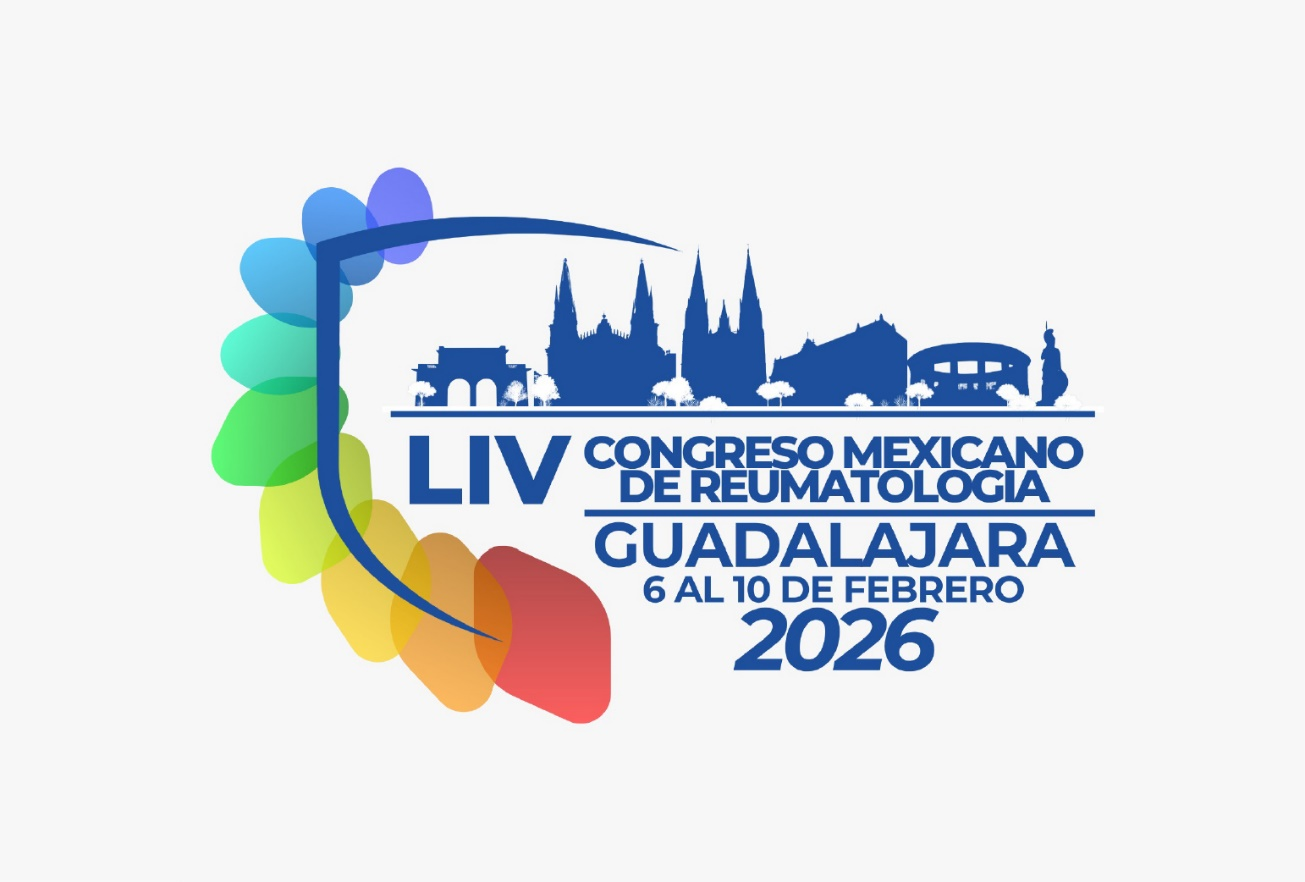 LIV
CONGRESO MEXICANO
DE REUMATOLOGIA
GUADALAJARA
6 AL 10 DE FEBRERO
2026